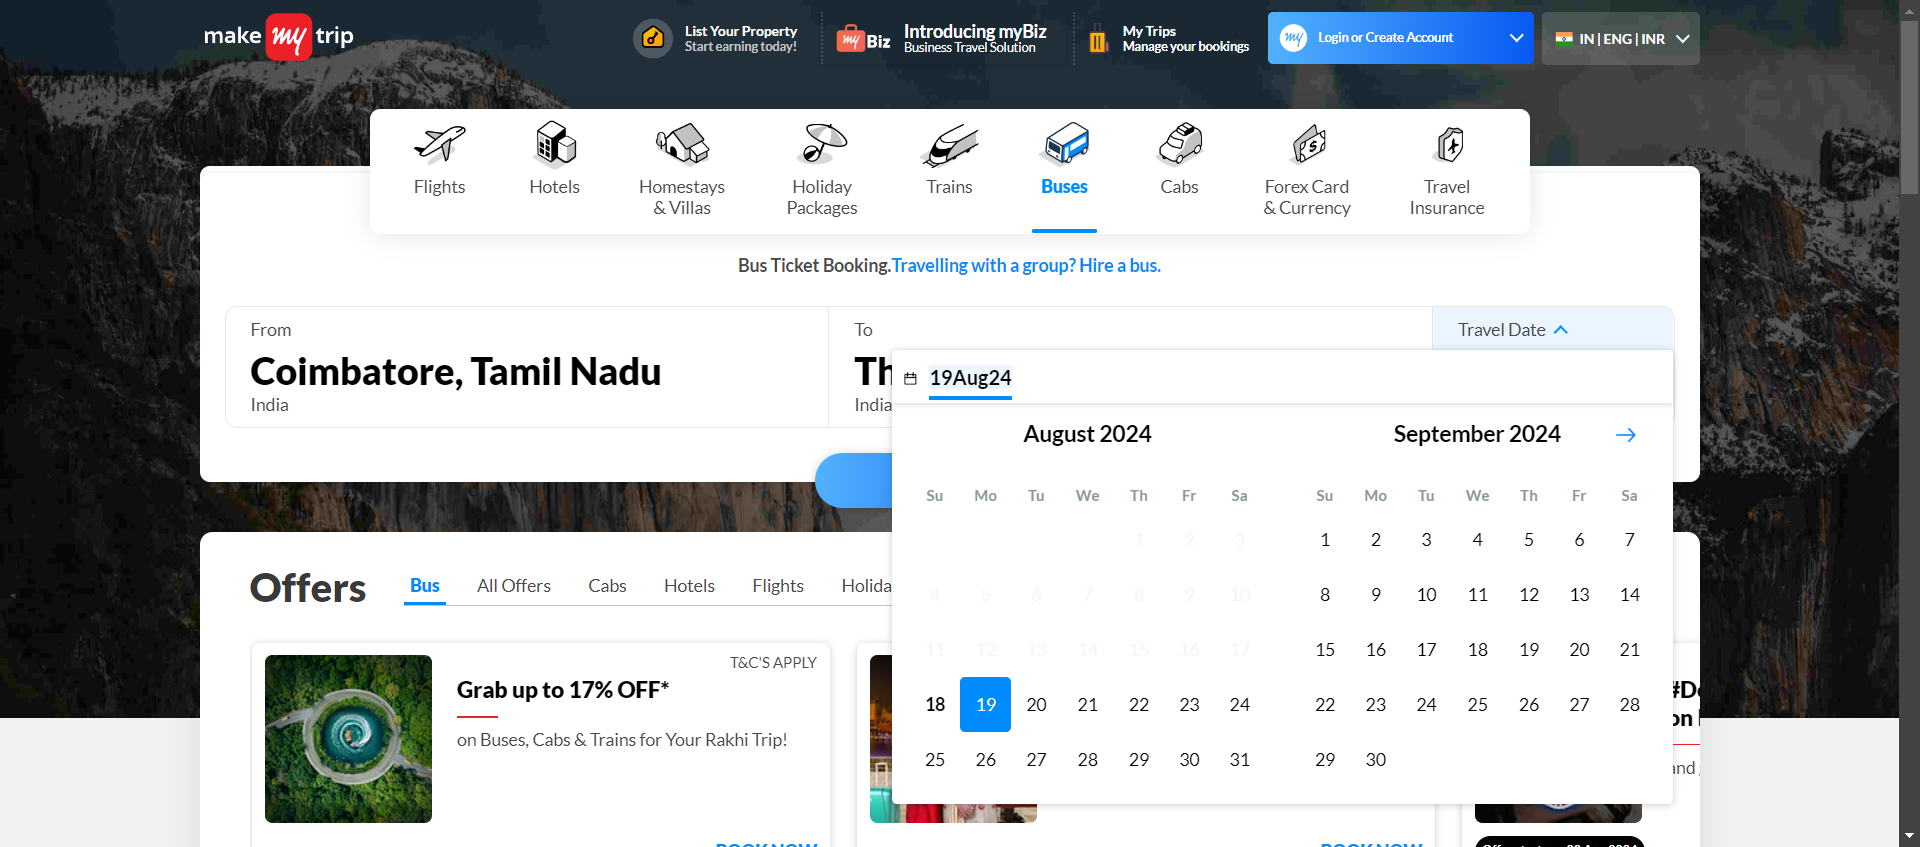 make my trip
List Your Property
Start earning today!
my Biz
Introducing myBiz
Business Travel Solution
My Trips
Manage your bookings
my
Login or Create Account
IN | ENG | INR
Flights
Hotels
Homestays
& Villas
Holiday
Packages
Trains
Buses
Cabs
Forex Card
& Currency
Travel
Insurance
Bus Ticket Booking.Travelling with a group? Hire a bus.
From
Coimbatore, Tamil Nadu
India
To
Th
India
Travel Date
19Aug24
August 2024
Su Mo Tu We Th Fr Sa
1 2 3
4 5 6 7 8 9 10
11 12 13 14 15 16 17
18 19 20 21 22 23 24
25 26 27 28 29 30 31
September 2024
Su Mo Tu We Th Fr Sa
1 2 3 4 5 6 7
8 9 10 11 12 13 14
15 16 17 18 19 20 21
22 23 24 25 26 27 28
29 30
Offers
Bus
All Offers
Cabs
Hotels
Flights
Holida
T&C'S APPLY
Grab up to 17% OFF*
on Buses, Cabs & Trains for Your Rakhi Trip!
BOOK NOW
BOOK NOW
#D
on
and